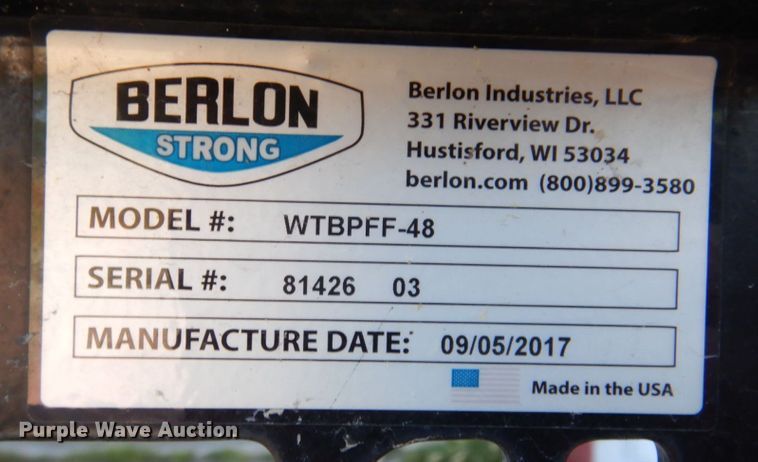 BERLON
STRONG
Berlon Industries, LLC
331 Riverview Dr.
Hustisford, WI 53034
berlon.com (800)899-3580
MODEL #: WTBPFF-48
SERIAL #: 81426 03
MANUFACTURE DATE: 09/05/2017
Made in the USA
Purple Wave Auction